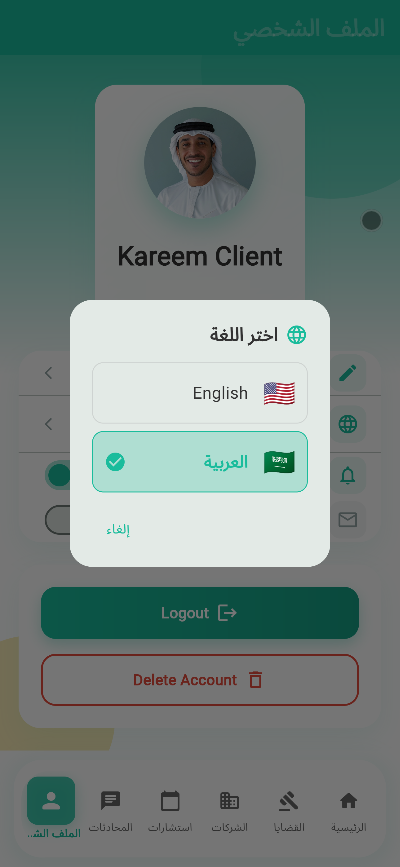 الملف الشخصي
Kareem Client
اختر اللغة
English
العربية
إلغاء
Logout
Delete Account
الرئيسية
القضايا
الشركات
استشارات
المحادثات
الملف الش...